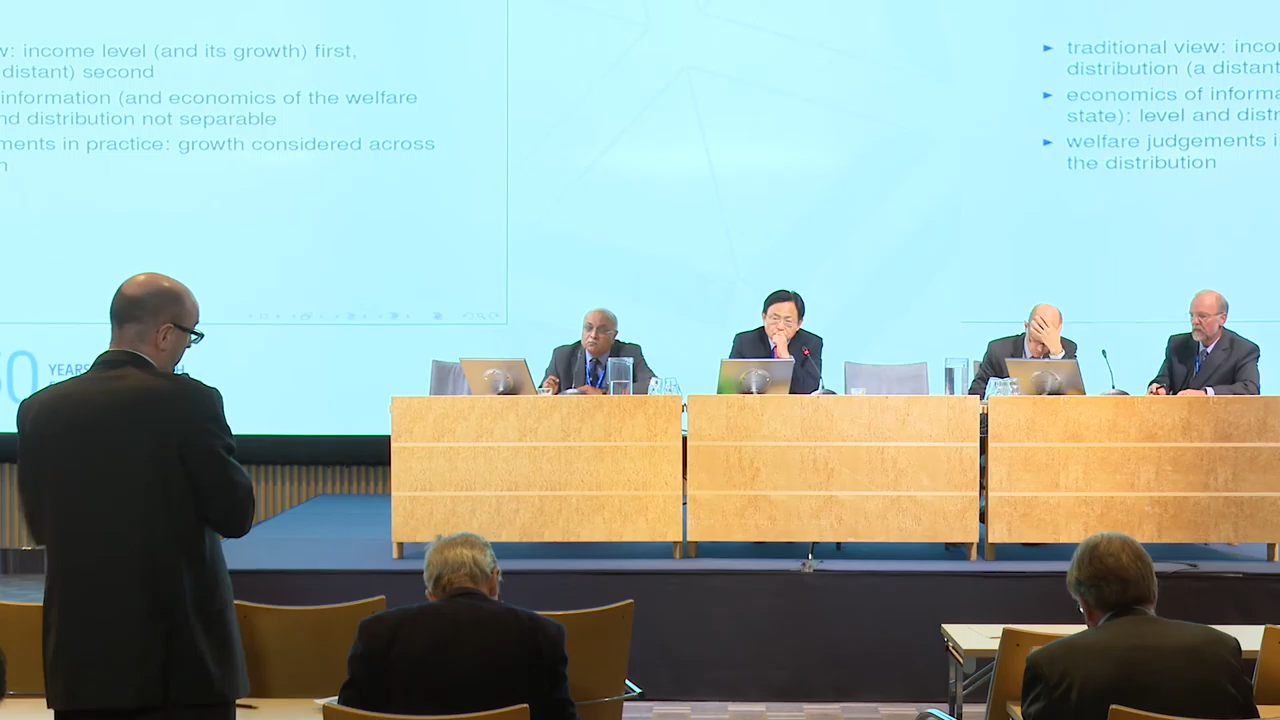 w: income level (and its growth) first,
distant) second
information (and economics of the welfare
nd distribution not separable
ments in practice: growth considered across
n
0 YEARS
► traditional view: inco
distribution (a distant
► economics of informa
state): level and distr
► welfare judgements i
the distribution